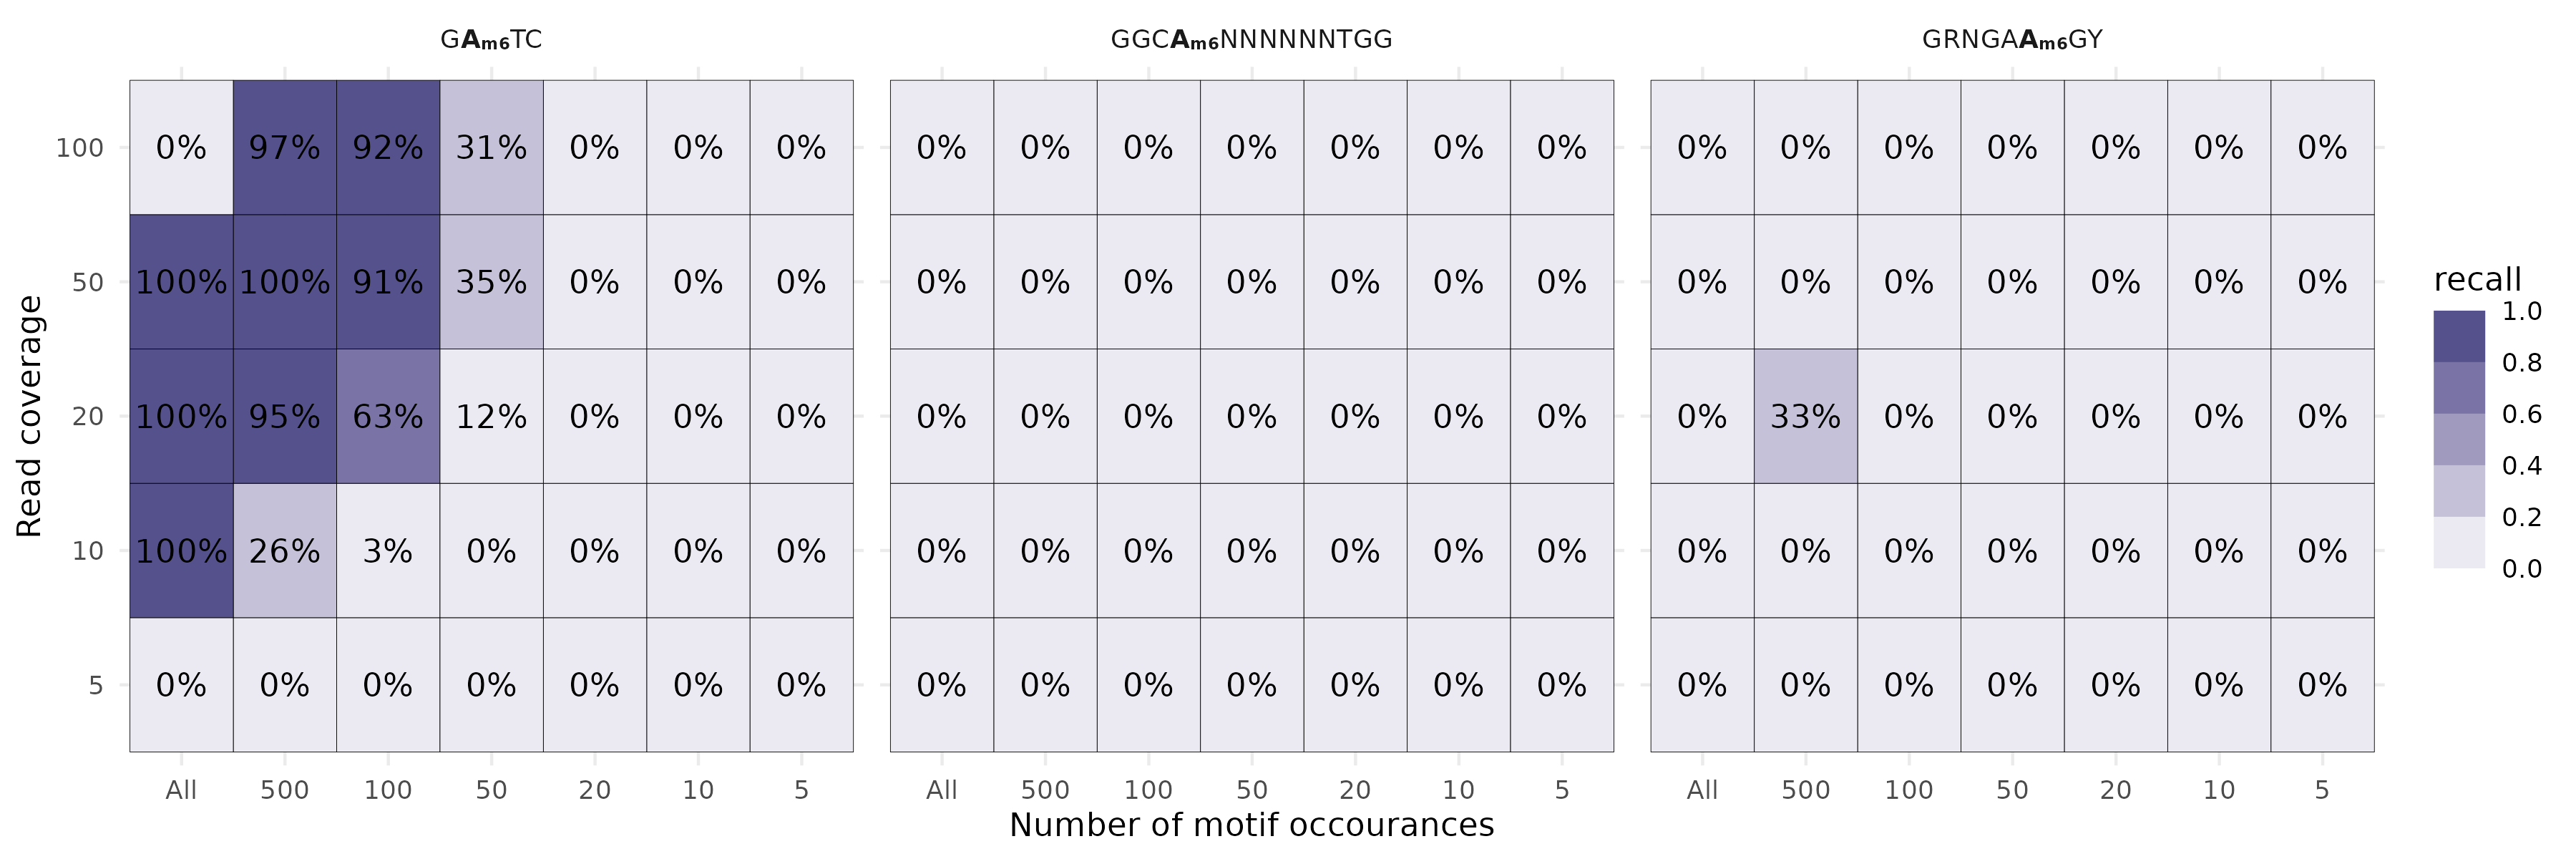 GAm6TC GGCAm6NNNNNNTGG GRNGAAm6GY
100 0% 97% 92% 31% 0% 0% 0% 0% 0% 0% 0% 0% 0% 0% 0% 0% 0% 0% 0% 0% 0%
50 100% 100% 91% 35% 0% 0% 0% 0% 0% 0% 0% 0% 0% 0% 0% 0% 0% 0% 0% 0% 0%
20 100% 95% 63% 12% 0% 0% 0% 0% 0% 0% 0% 0% 0% 0% 0% 33% 0% 0% 0% 0% 0%
10 100% 26% 3% 0% 0% 0% 0% 0% 0% 0% 0% 0% 0% 0% 0% 0% 0% 0% 0% 0% 0%
5 0% 0% 0% 0% 0% 0% 0% 0% 0% 0% 0% 0% 0% 0% 0% 0% 0% 0% 0% 0% 0%
All 500 100 50 20 10 5 All 500 100 50 20 10 5 All 500 100 50 20 10 5
Number of motif occourances
Read coverage
recall
1.0
0.8
0.6
0.4
0.2
0.0